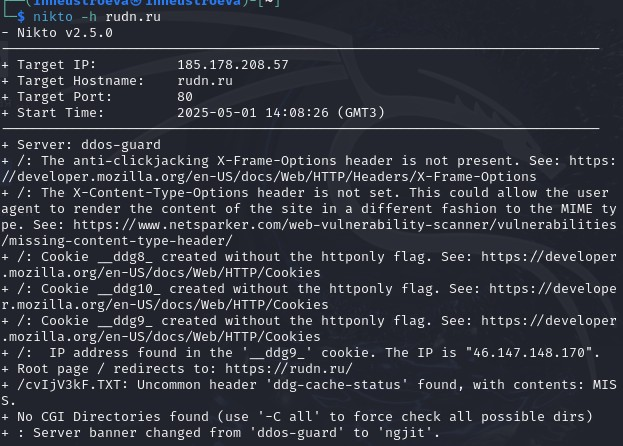 (inneustroeva㉿inneustroeva)-[~]
$ nikto -h rudn.ru
- Nikto v2.5.0
+ Target IP:          185.178.208.57
+ Target Hostname:    rudn.ru
+ Target Port:        80
+ Start Time:         2025-05-01 14:08:26 (GMT3)
+ Server: ddos-guard
+ /: The anti-clickjacking X-Frame-Options header is not present. See: https:
//developer.mozilla.org/en-US/docs/Web/HTTP/Headers/X-Frame-Options
+ /: The X-Content-Type-Options header is not set. This could allow the user
agent to render the content of the site in a different fashion to the MIME ty
pe. See: https://www.netsparker.com/web-vulnerability-scanner/vulnerabilities
/missing-content-type-header/
+ /: Cookie __ddg8_ created without the httponly flag. See: https://developer
.mozilla.org/en-US/docs/Web/HTTP/Cookies
+ /: Cookie __ddg10_ created without the httponly flag. See: https://develope
r.mozilla.org/en-US/docs/Web/HTTP/Cookies
+ /: Cookie __ddg9_ created without the httponly flag. See: https://developer
.mozilla.org/en-US/docs/Web/HTTP/Cookies
+ /:  IP address found in the '__ddg9_' cookie. The IP is "46.147.148.170".
+ Root page / redirects to: https://rudn.ru/
+ /cvIjV3kF.TXT: Uncommon header 'ddg-cache-status' found, with contents: MIS
S.
+ No CGI Directories found (use '-C all' to force check all possible dirs)
+ : Server banner changed from 'ddos-guard' to 'ngjit'.